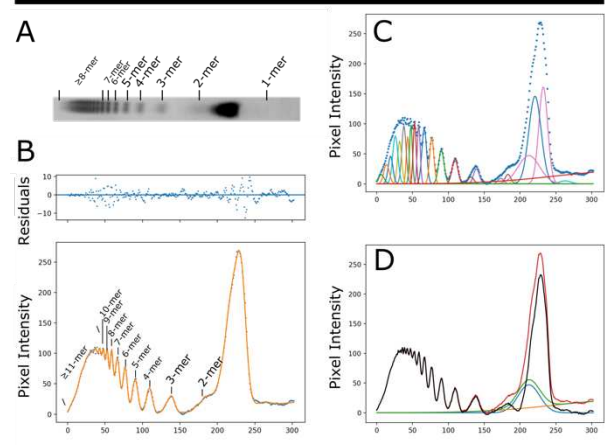 A
≥8-mer
7-mer
6-mer
5-mer
4-mer
3-mer
2-mer
1-mer
B
Residuals
10
0
−10
Pixel Intensity
250
200
150
100
50
0
≥11-mer
10-mer
9-mer
8-mer
7-mer
6-mer
5-mer
4-mer
3-mer
2-mer
0 50 100 150 200 250 300
C
Pixel Intensity
250
200
150
100
50
0
0 50 100 150 200 250 300
D
Pixel Intensity
250
200
150
100
50
0
0 50 100 150 200 250 300